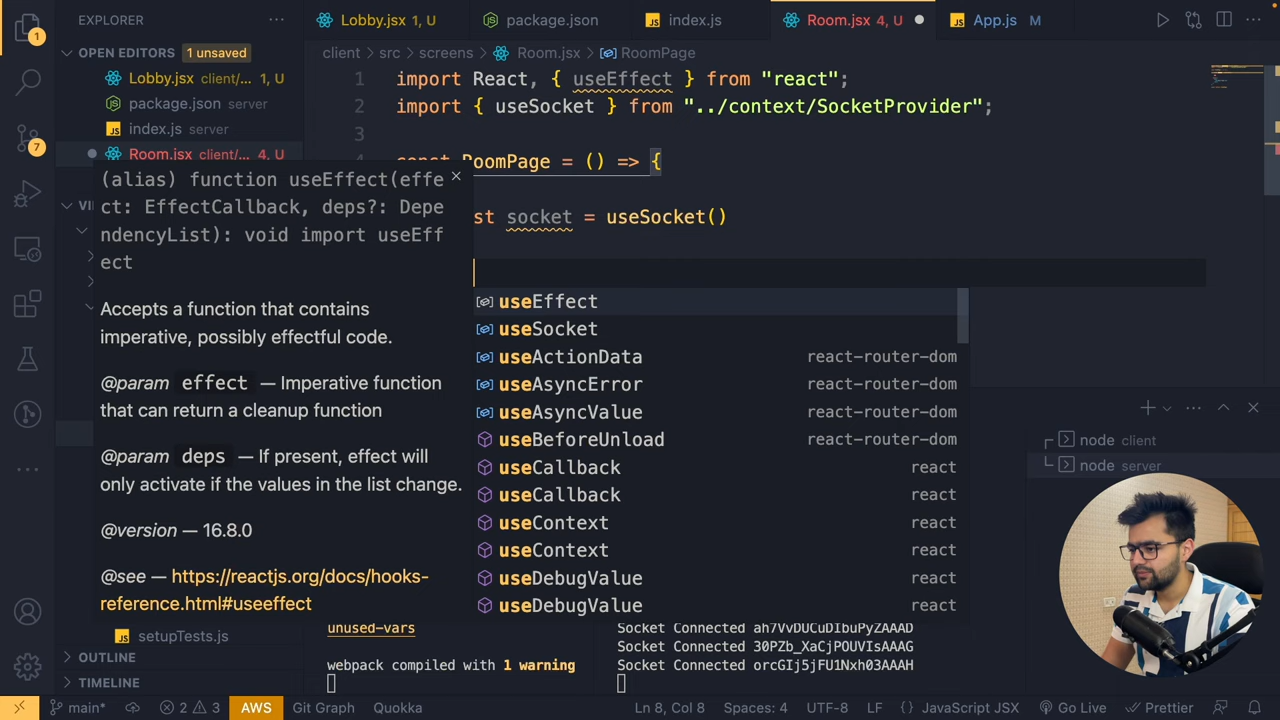 EXPLORER
OPEN EDITORS 1 unsaved
Lobby.jsx client/... 1, U
package.json server
index.js server
Room.jsx client/... 4, U
Lobby.jsx 1, U
package.json
index.js
Room.jsx 4, U
App.js M
client > src > screens > Room.jsx > RoomPage
1 import React, { useEffect } from "react";
2 import { useSocket } from "../context/SocketProvider";
3
const RoomPage = () => {
st socket = useSocket()
(alias) function useEffect(effe
ct: EffectCallback, deps?: Depe
ndencyList): void import useEff
ect
Accepts a function that contains
imperative, possibly effectful code.
@param effect — Imperative function
that can return a cleanup function
@param deps — If present, effect will
only activate if the values in the list change.
@version — 16.8.0
@see — https://reactjs.org/docs/hooks-
reference.html#useeffect
useEffect
useSocket
useActionData react-router-dom
useAsyncError react-router-dom
useAsyncValue react-router-dom
useBeforeUnload react-router-dom
useCallback react
useCallback react
useContext react
useContext react
useDebugValue react
useDebugValue react
node client
node server
setupTests.js
OUTLINE
TIMELINE
unused-vars
webpack compiled with 1 warning
Socket Connected ah7VvDUCuDIbuPyZAAAD
Socket Connected 30PZb_XaCjPOUVIsAAAG
Socket Connected orcGIj5jFU1Nxh03AAAH
1
7
main* 2 3 AWS Git Graph Quokka Ln 8, Col 8 Spaces: 4 UTF-8 LF {} JavaScript JSX Go Live Prettier